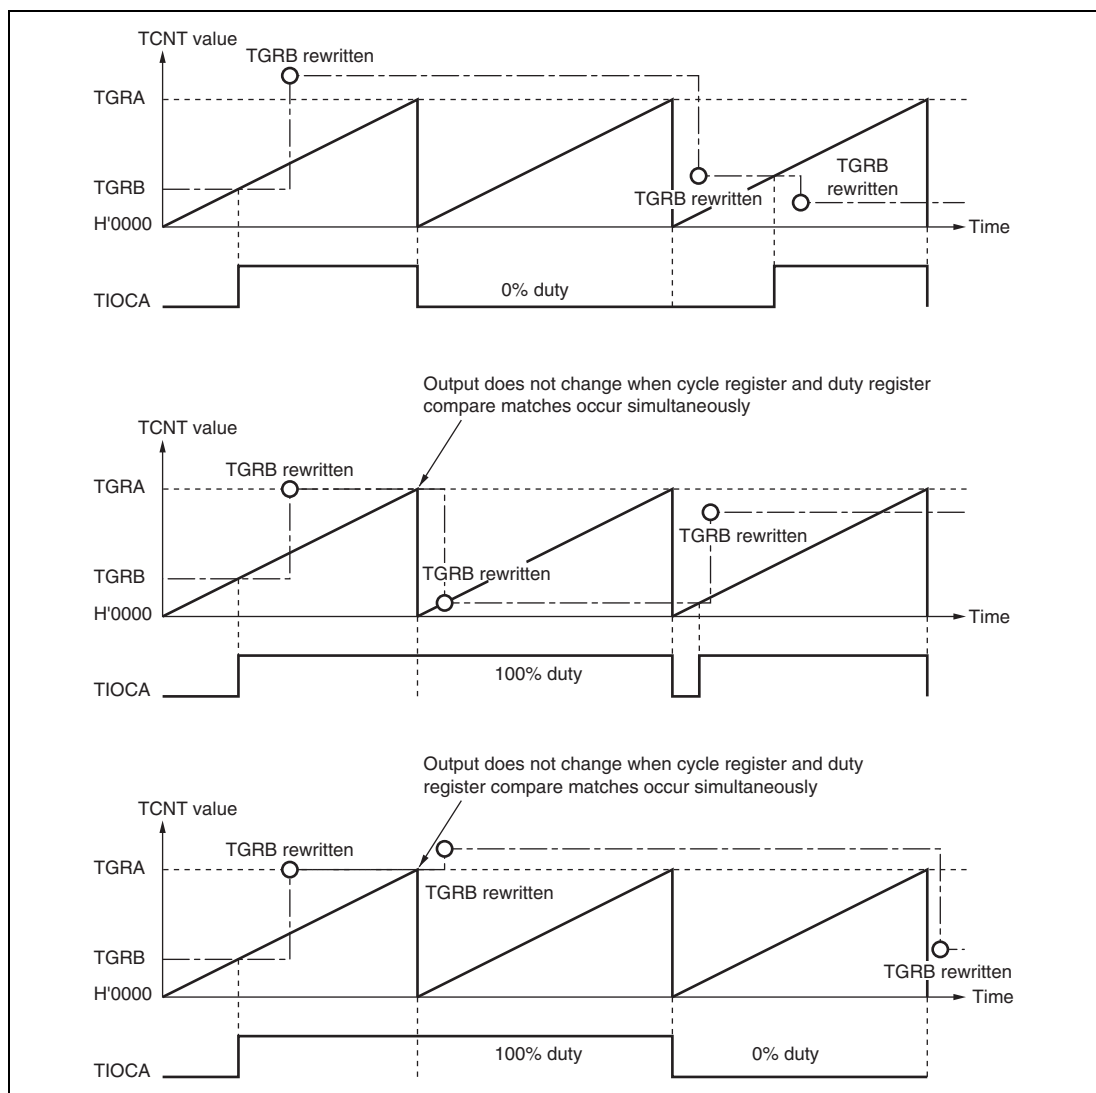 TCNT value
TGRB rewritten
TGRA
TGRB
rewritten
TGRB
TGRB rewritten
H'0000
Time
0% duty
TIOCA
Output does not change when cycle register and duty register
compare matches occur simultaneously
TCNT value
TGRB rewritten
TGRA
TGRB rewritten
TGRB
TGRB rewritten
H'0000
Time
100% duty
TIOCA
Output does not change when cycle register and duty
register compare matches occur simultaneously
TCNT value
TGRB rewritten
TGRA
TGRB rewritten
TGRB
TGRB rewritten
H'0000
Time
100% duty
0% duty
TIOCA